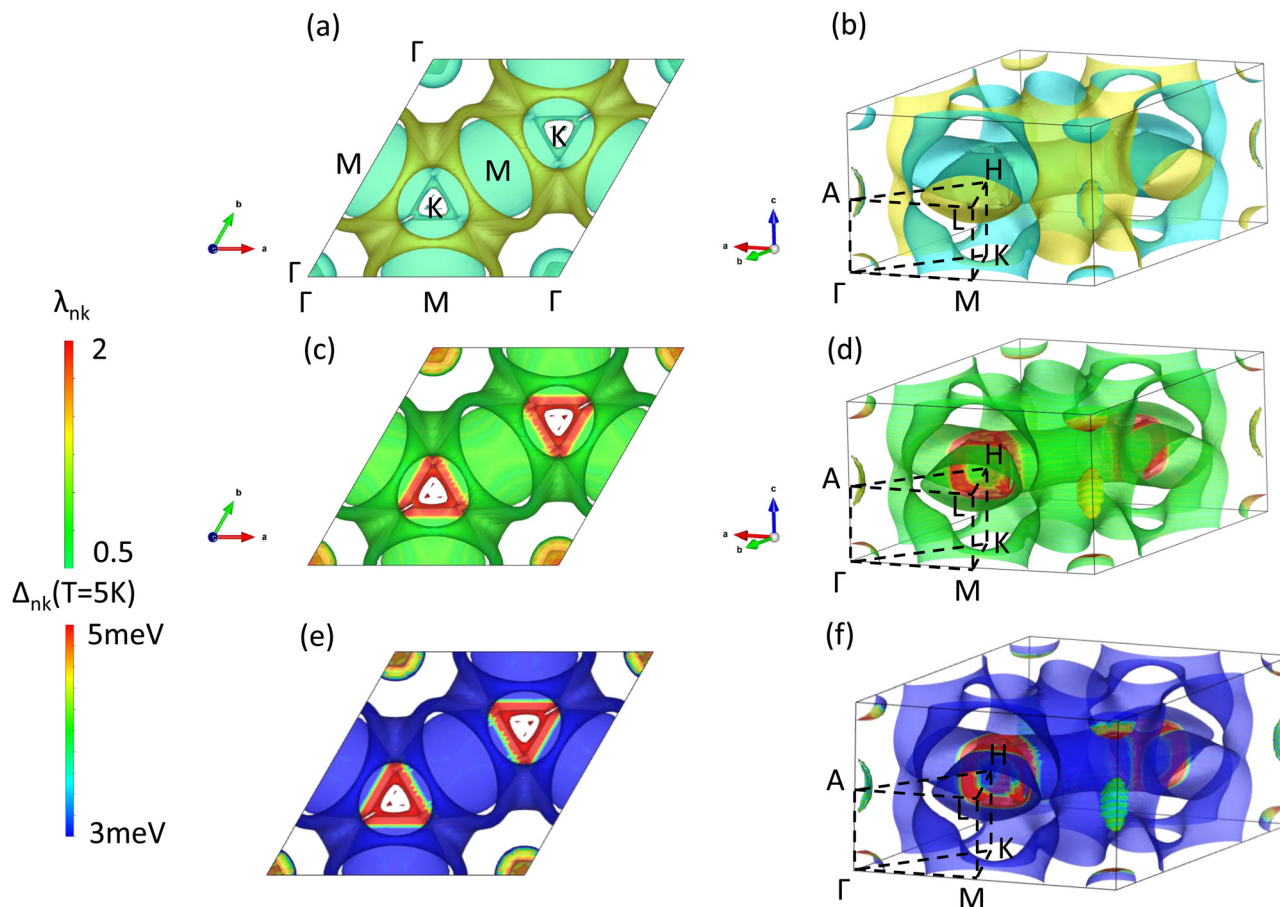 (a)
Γ
K
M
M
K
b
a
Γ
Γ
M
Γ
(b)
H
A
L
K
Γ
M
c
a
b
λnk
2
0.5
(c)
b
a
(d)
H
A
L
K
Γ
M
c
a
b
Δnk(T=5K)
5meV
3meV
(e)
(f)
H
A
L
K
Γ
M